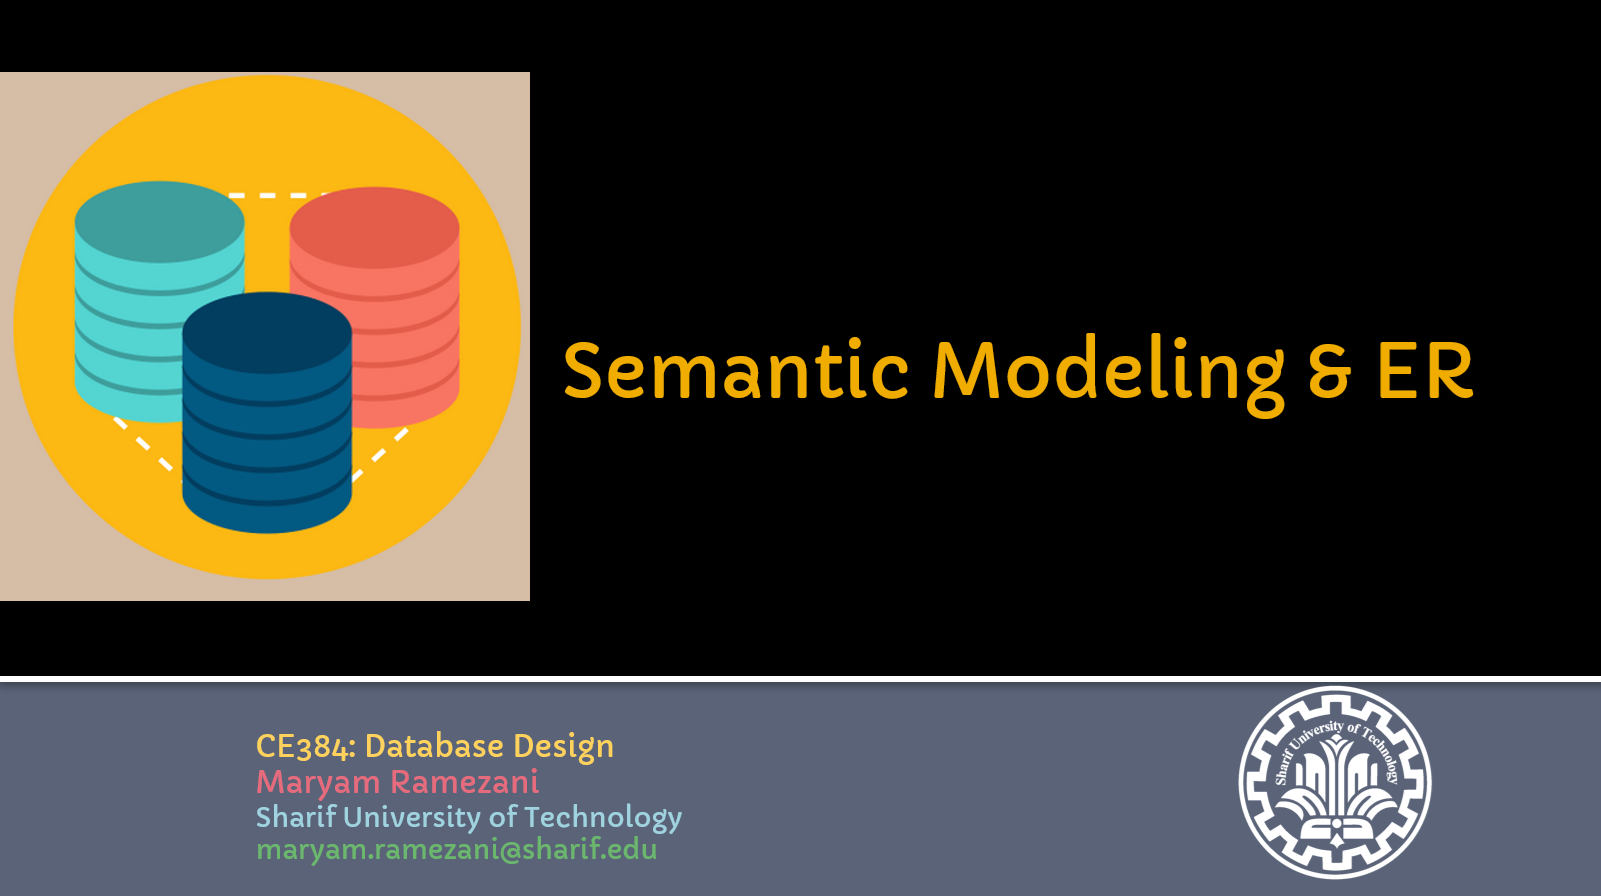 Semantic Modeling & ER
CE384: Database Design
Maryam Ramezani
Sharif University of Technology
maryam.ramezani@sharif.edu
Sharif University of Technology